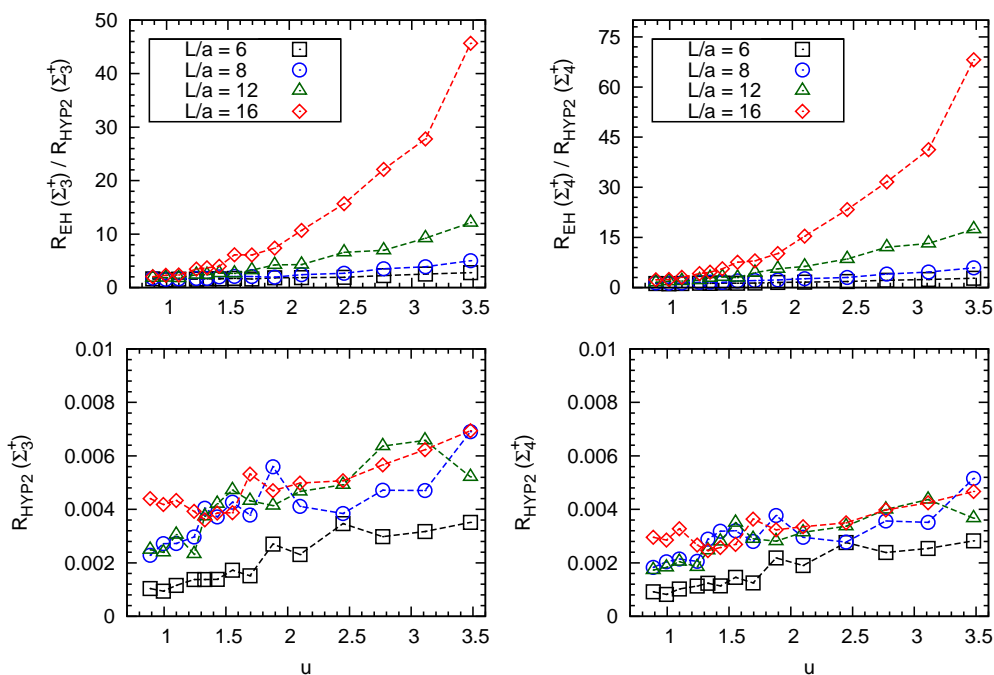 50
40
30
20
10
0
R_EH (Σ₃⁺) / R_HYP2 (Σ₃⁺)
L/a = 6
L/a = 8
L/a = 12
L/a = 16
1 1.5 2 2.5 3 3.5
75
60
45
30
15
0
R_EH (Σ₄⁺) / R_HYP2 (Σ₄⁺)
L/a = 6
L/a = 8
L/a = 12
L/a = 16
1 1.5 2 2.5 3 3.5
0.01
0.008
0.006
0.004
0.002
0
R_HYP2 (Σ₃⁺)
1 1.5 2 2.5 3 3.5
u
0.01
0.008
0.006
0.004
0.002
0
R_HYP2 (Σ₄⁺)
1 1.5 2 2.5 3 3.5
u